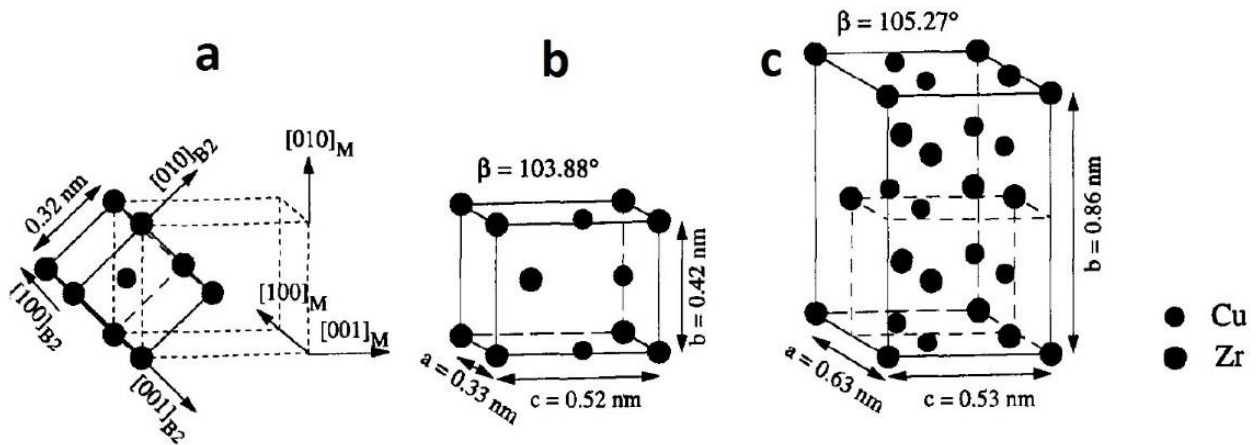 a
0.32 nm
[010]B2
[100]B2
[001]B2
[010]M
[100]M
[001]M
b
β = 103.88°
b = 0.42 nm
a = 0.33 nm
c = 0.52 nm
c
β = 105.27°
b = 0.86 nm
a = 0.63 nm
c = 0.53 nm
Cu
Zr